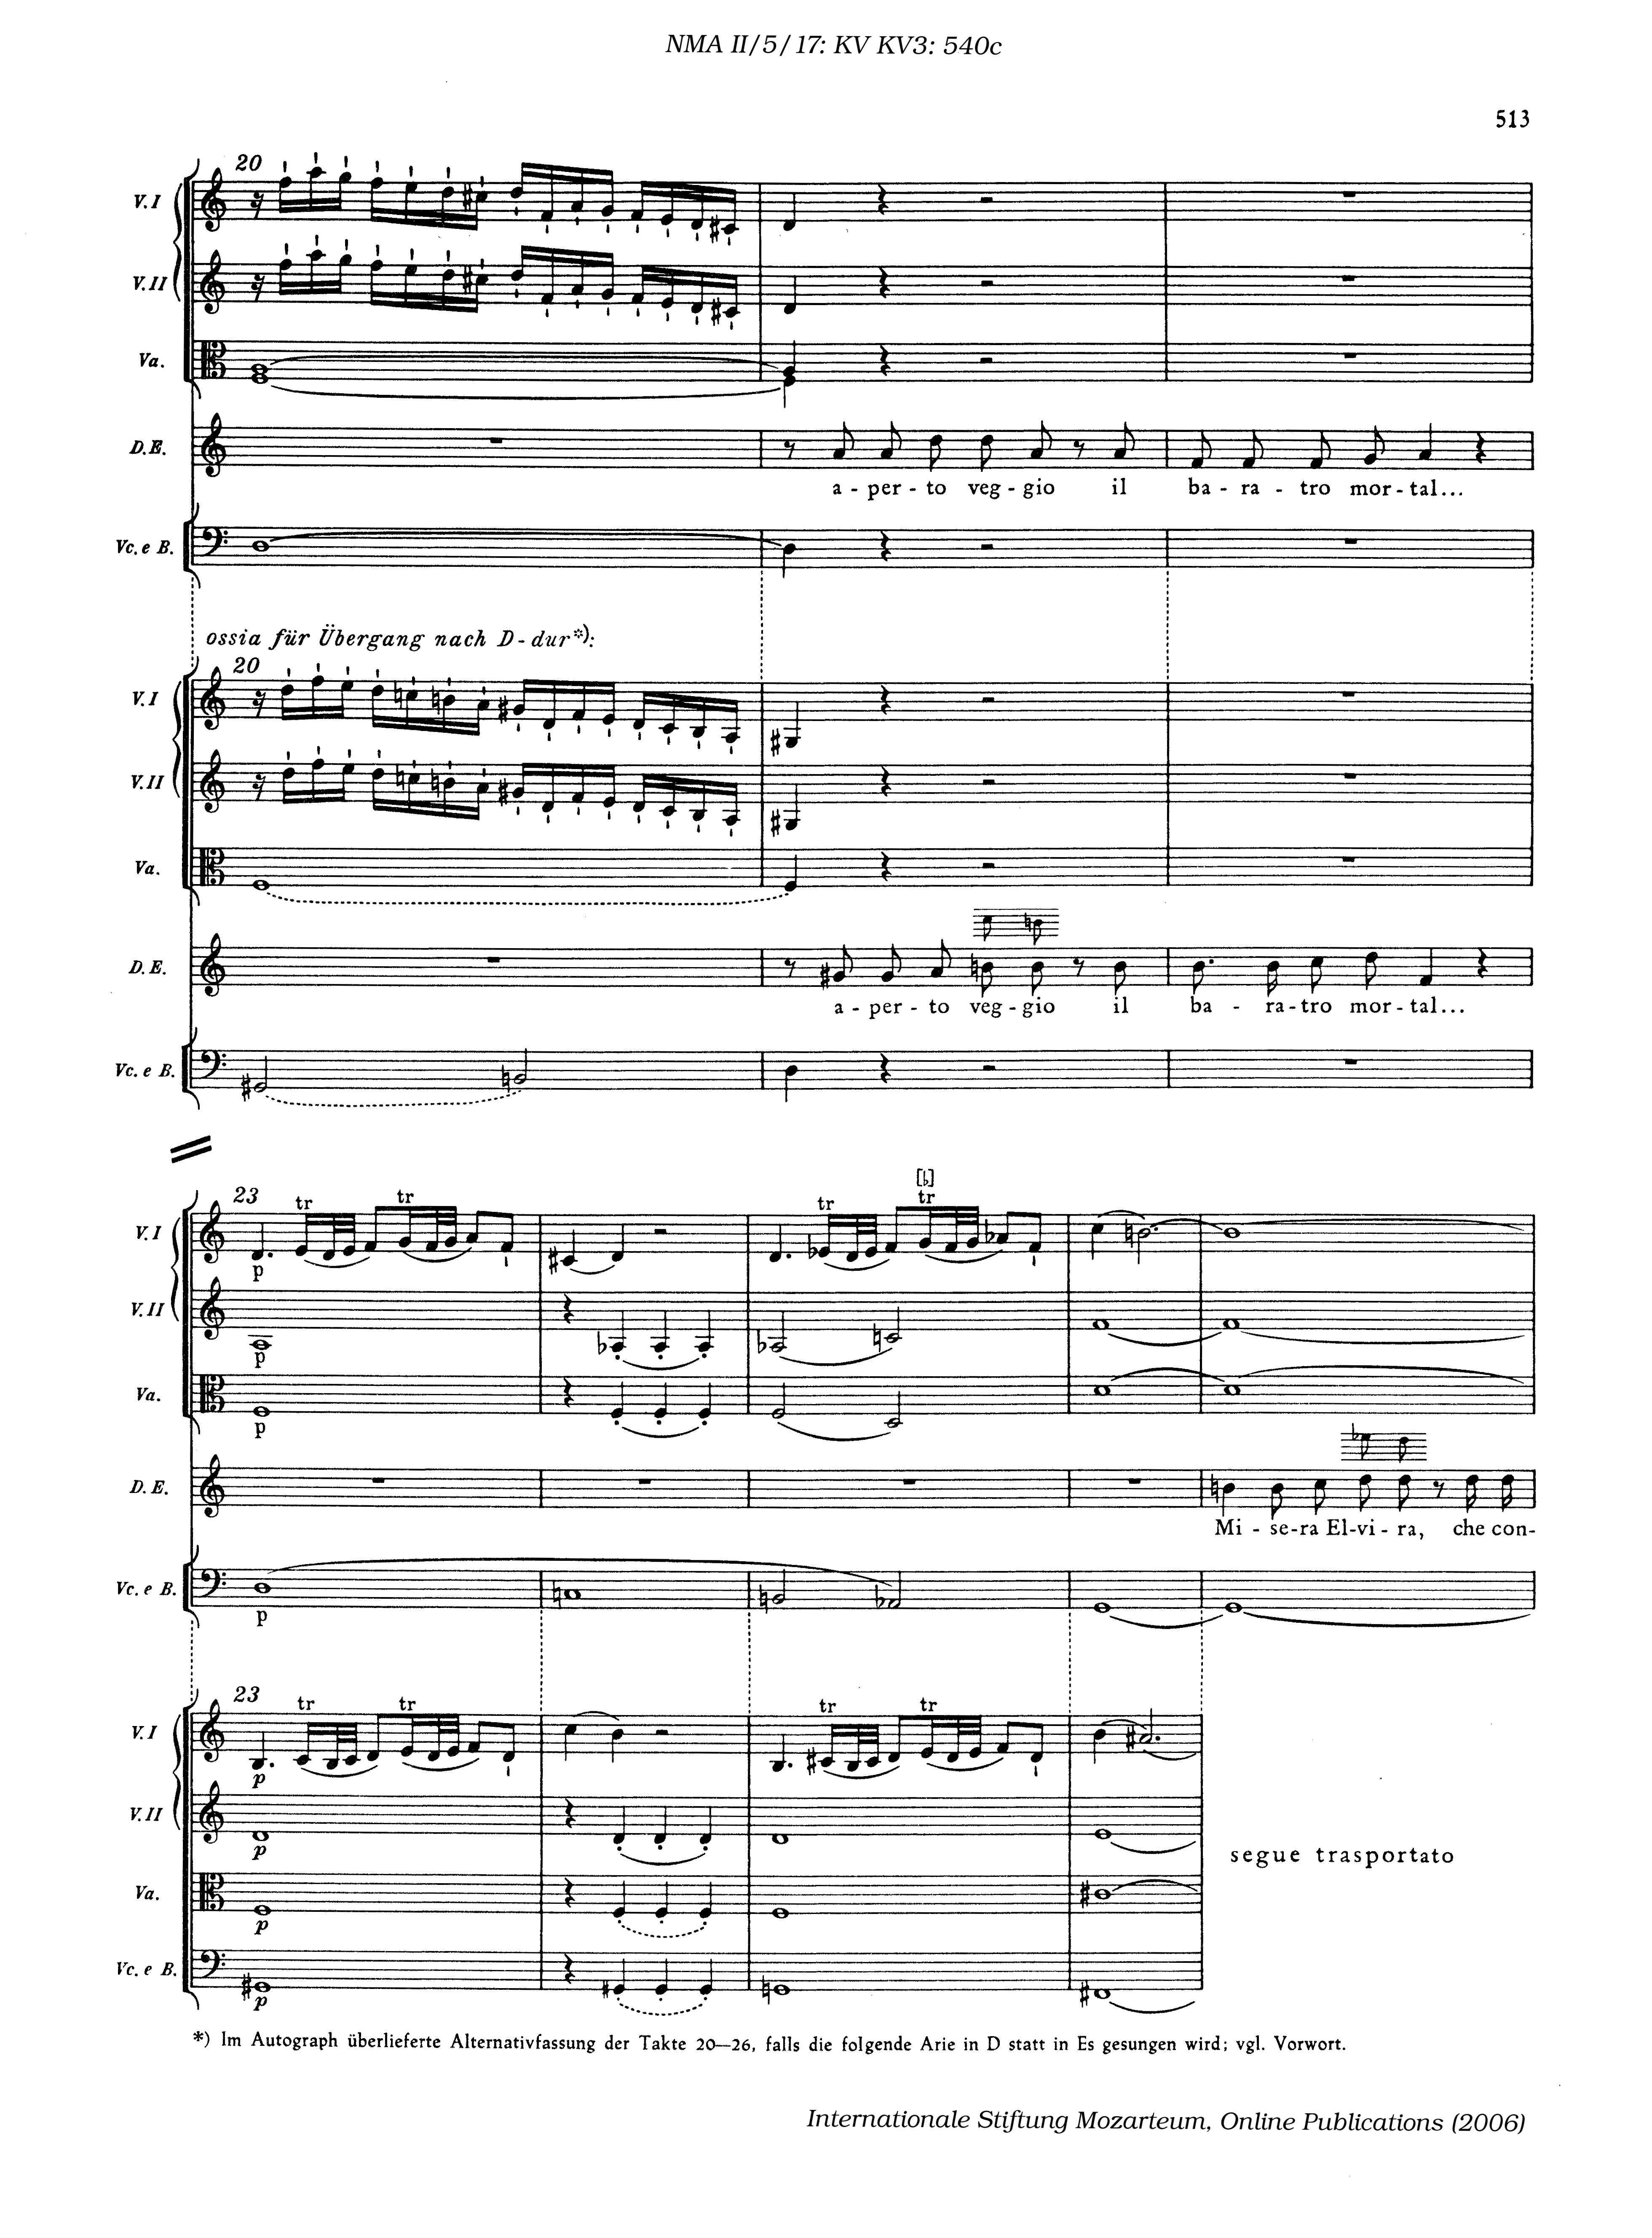 NMA II/5/17: KV KV3: 540c
513
20
V. I
V. II
Va.
D.E.
a - per - to veg - gio il ba - ra - tro mor - tal...
Vc. e B.
ossia für Übergang nach D-dur*):
20
V. I
V. II
Va.
D.E.
a - per - to veg - gio il ba - ra-tro mor - tal...
Vc. e B.
23
tr tr tr [♭] tr
V. I
p
V. II
p
Va.
p
D.E.
Mi - se-ra El-vi - ra, che con-
Vc. e B.
p
23
tr tr tr tr
V. I
p
V. II
p
segue trasportato
Va.
p
Vc. e B.
p
*) Im Autograph überlieferte Alternativfassung der Takte 20—26, falls die folgende Arie in D statt in Es gesungen wird; vgl. Vorwort.
Internationale Stiftung Mozarteum, Online Publications (2006)